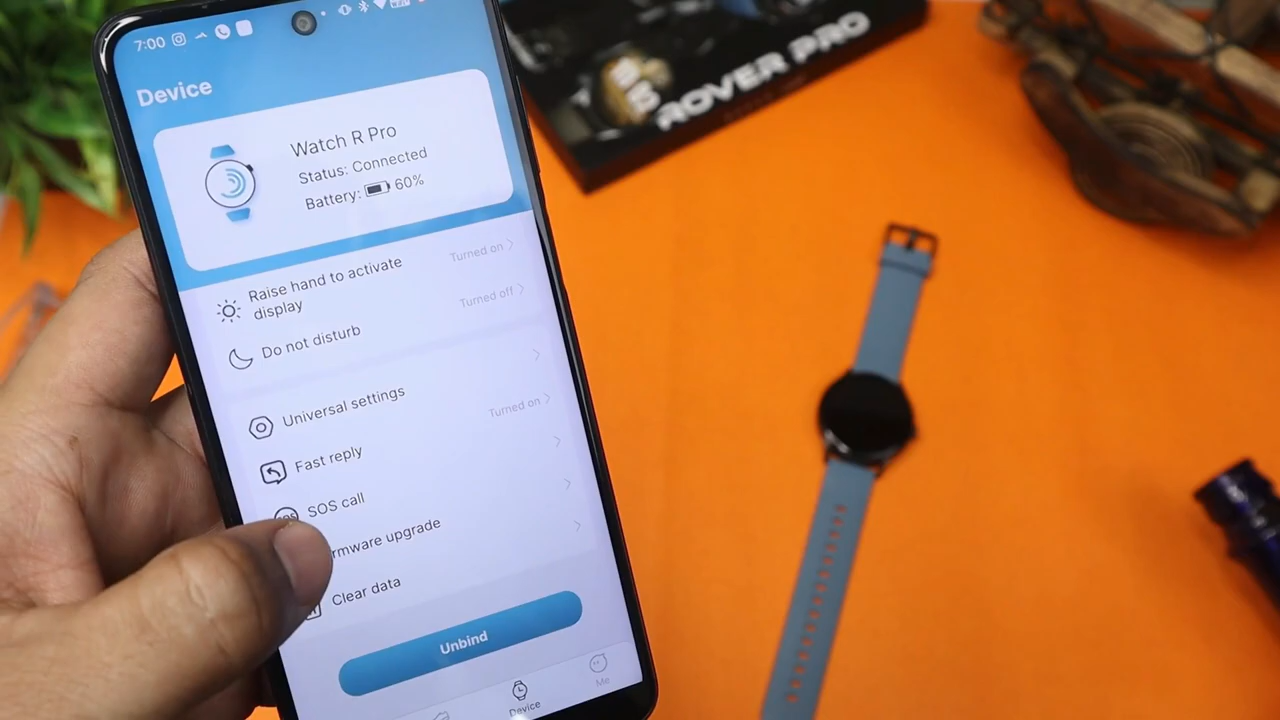 7:00
Device
Watch R Pro
Status: Connected
Battery: 60%
Raise hand to activate
display
Turned on
Do not disturb
Turned off
Universal settings
Fast reply
Turned on
SOS call
rmware upgrade
Clear data
Unbind
Device
Me
ROVER PRO